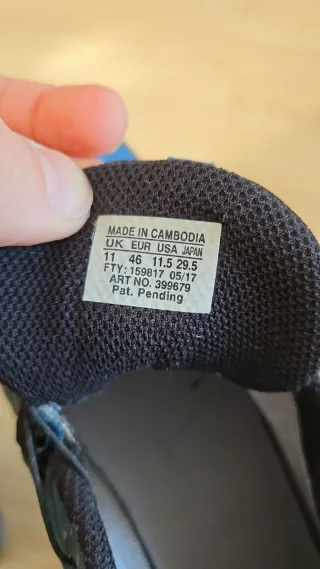 MADE IN CAMBODIA
UK EUR USA JAPAN
11 46 11.5 29.5
FTY: 159817 05/17
ART NO. 399679
Pat. Pending